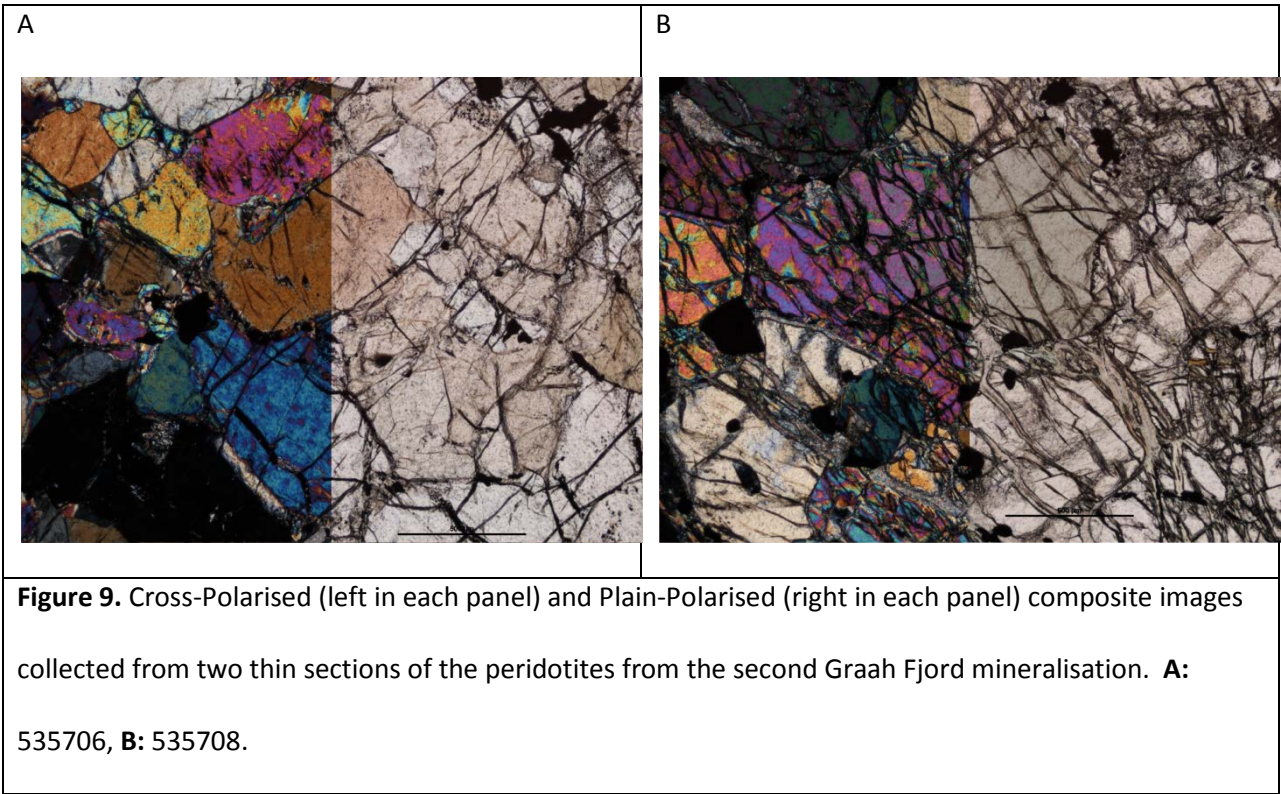 A
B
Figure 9. Cross-Polarised (left in each panel) and Plain-Polarised (right in each panel) composite images
collected from two thin sections of the peridotites from the second Graah Fjord mineralisation. A:
535706, B: 535708.